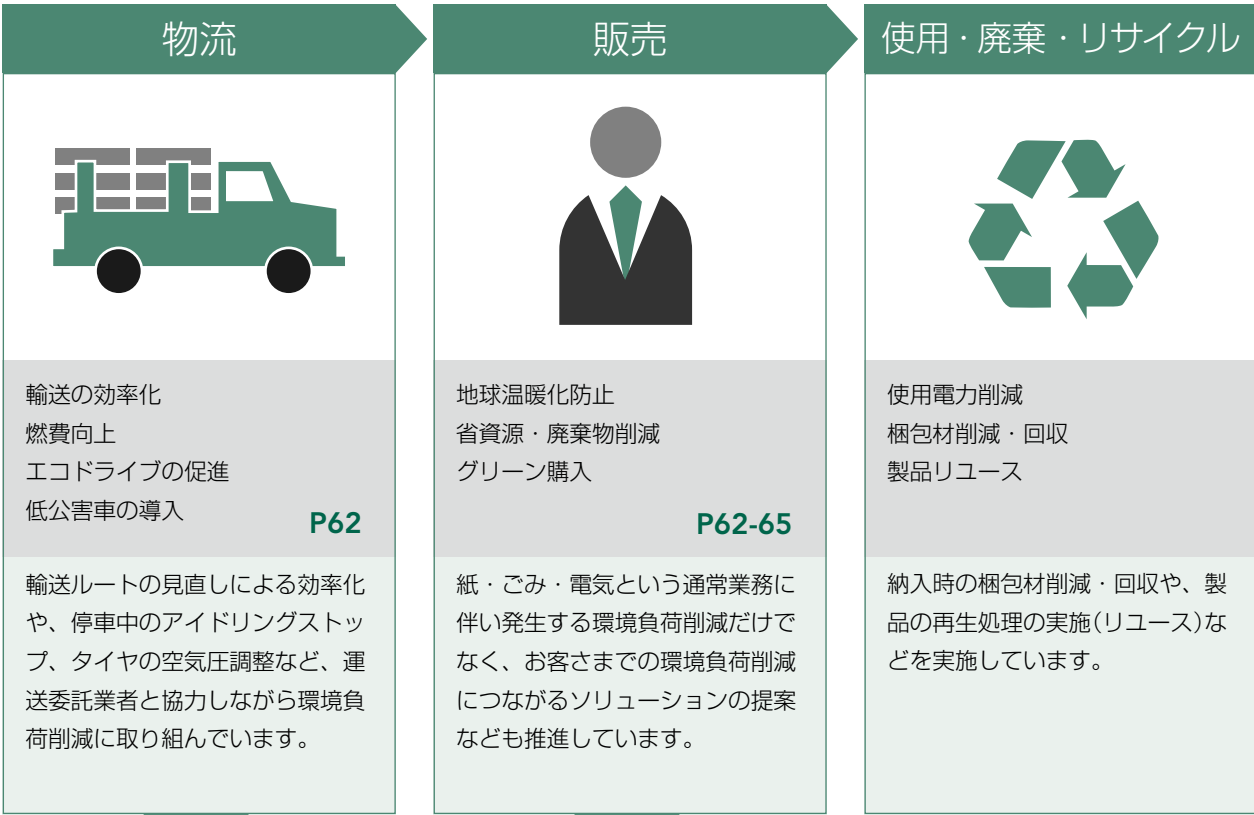 物流
輸送の効率化
燃費向上
エコドライブの促進
低公害車の導入
P62
輸送ルートの見直しによる効率化
や、停車中のアイドリングストッ
プ、タイヤの空気圧調整など、運
送委託業者と協力しながら環境負
荷削減に取り組んでいます。
販売
地球温暖化防止
省資源・廃棄物削減
グリーン購入
P62-65
紙・ごみ・電気という通常業務に
伴い発生する環境負荷削減だけで
なく、お客さまでの環境負荷削減
につながるソリューションの提案
なども推進しています。
使用・廃棄・リサイクル
使用電力削減
梱包材削減・回収
製品リユース
納入時の梱包材削減・回収や、製
品の再生処理の実施(リユース)な
どを実施しています。